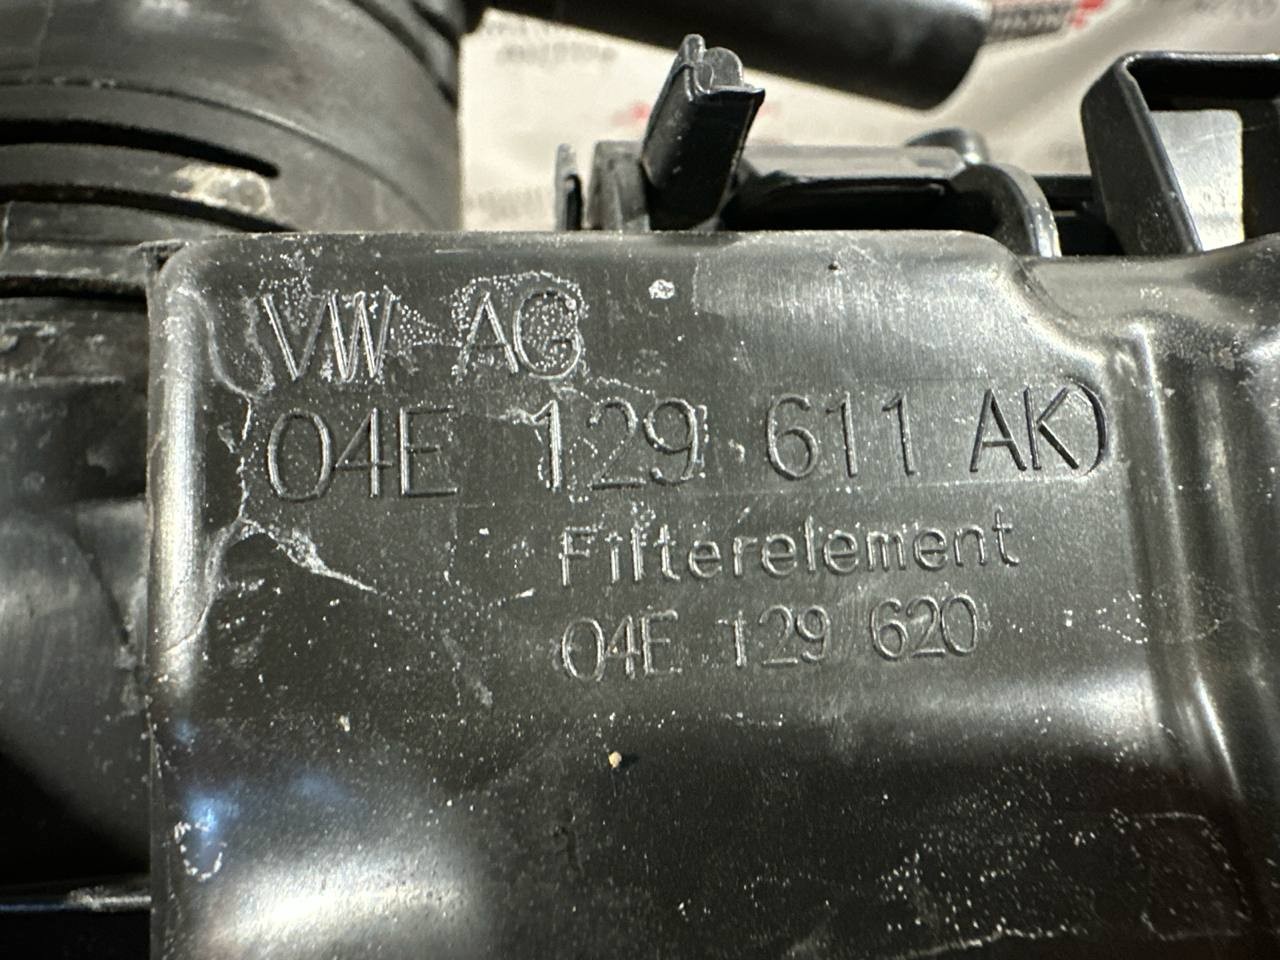 VW AG
04E 129 611 AK)
Filterelement
04E 129 620